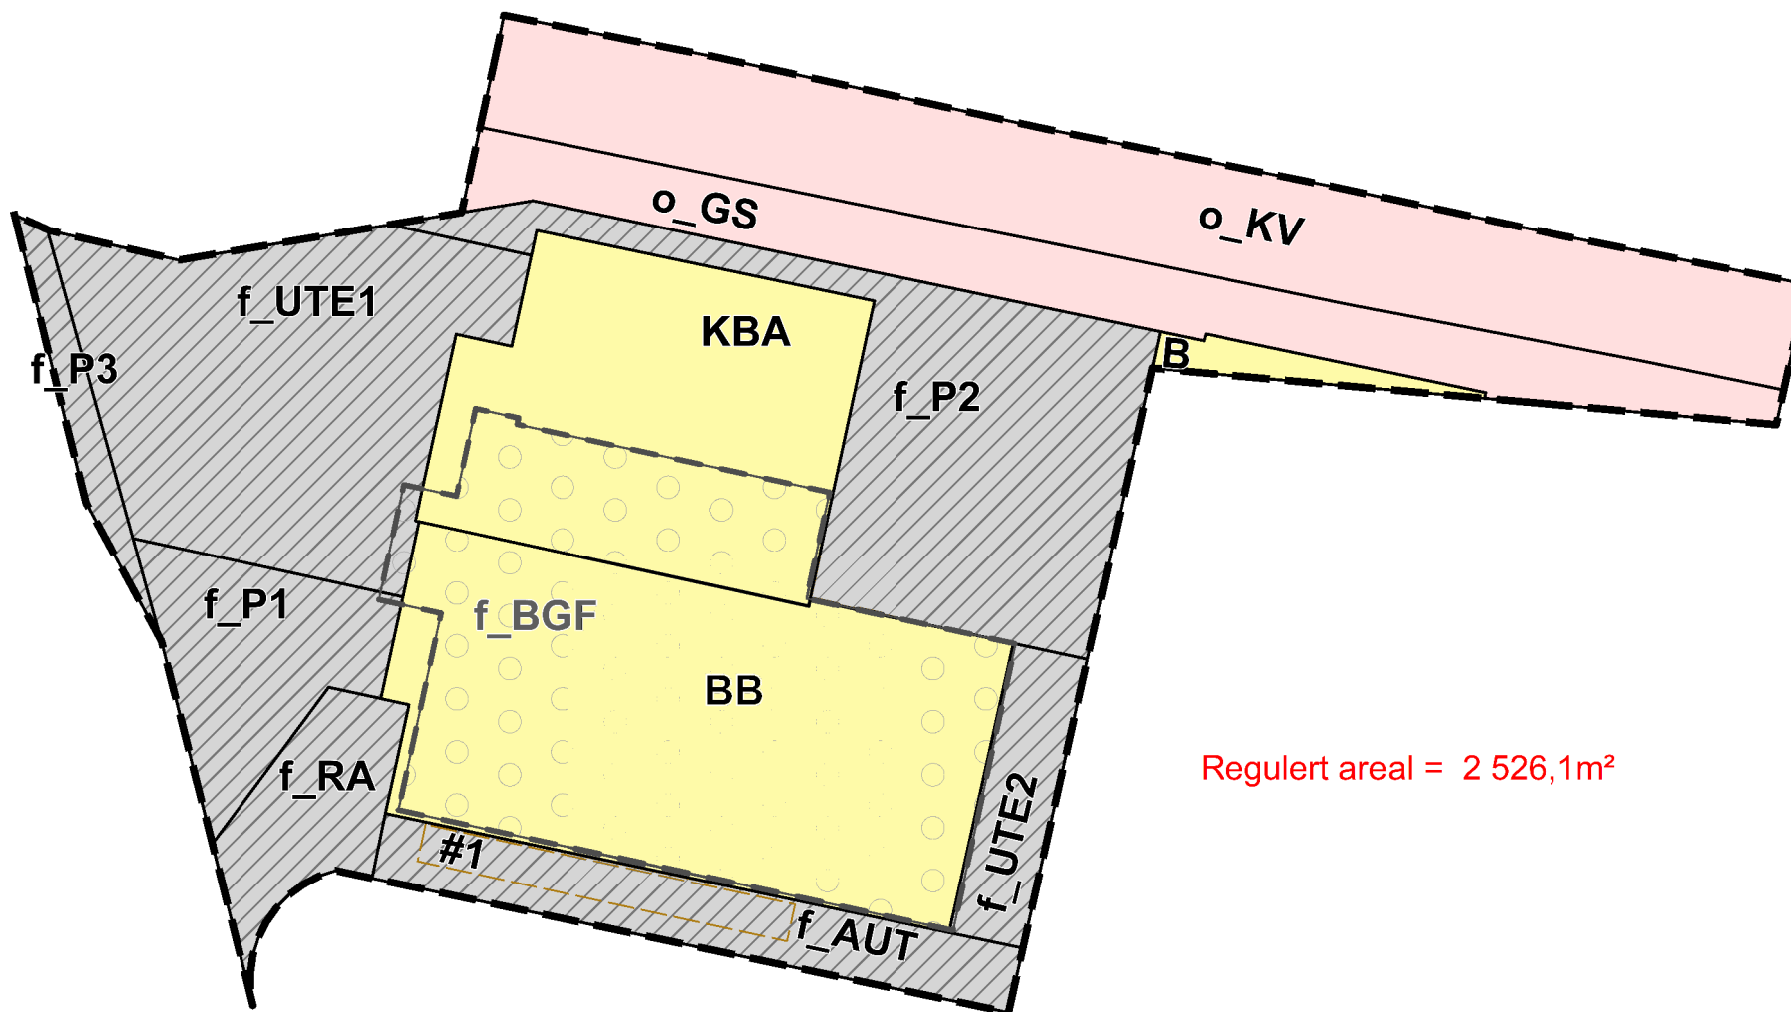 o_GS
o_KV
f_UTE1
KBA
B
f_P3
f_P2
f_P1
f_BGF
BB
f_RA
Regulert areal = 2 526,1m²
f_UTE2
#1
f_AUT